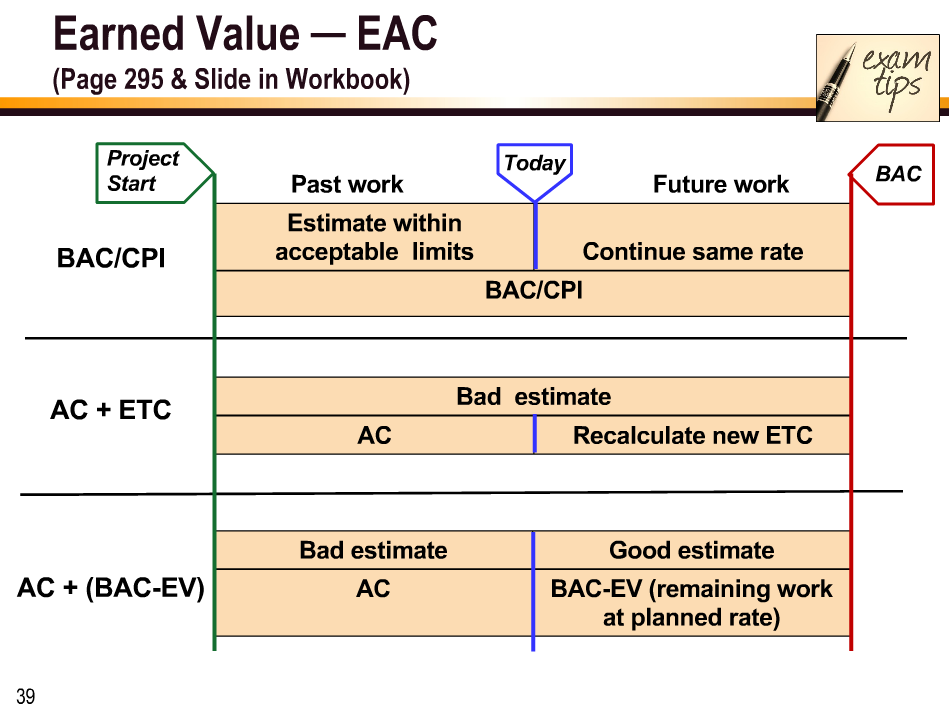 Earned Value — EAC
(Page 295 & Slide in Workbook)
exam
tips
Project
Start
Past work
Today
Future work
BAC
BAC/CPI
Estimate within
acceptable limits
Continue same rate
BAC/CPI
AC + ETC
Bad estimate
AC
Recalculate new ETC
AC + (BAC-EV)
Bad estimate
Good estimate
AC
BAC-EV (remaining work
at planned rate)
39